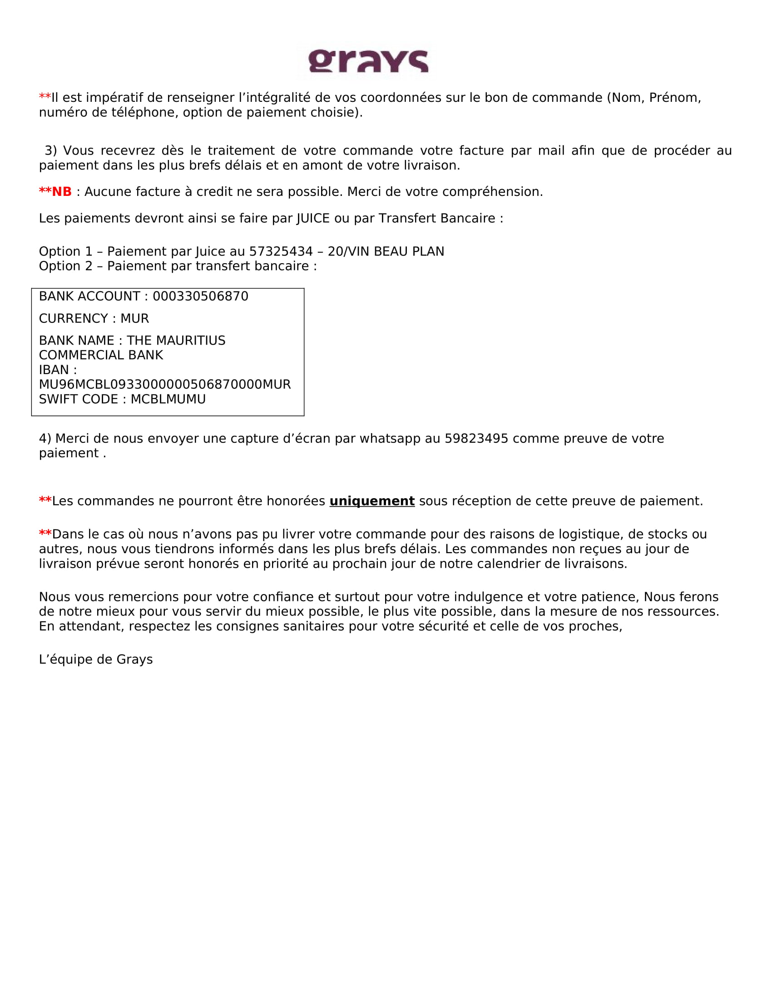 grays
**Il est impératif de renseigner l’intégralité de vos coordonnées sur le bon de commande (Nom, Prénom,
numéro de téléphone, option de paiement choisie).
3) Vous recevrez dès le traitement de votre commande votre facture par mail afin que de procéder au
paiement dans les plus brefs délais et en amont de votre livraison.
**NB : Aucune facture à credit ne sera possible. Merci de votre compréhension.
Les paiements devront ainsi se faire par JUICE ou par Transfert Bancaire :
Option 1 – Paiement par Juice au 57325434 – 20/VIN BEAU PLAN
Option 2 – Paiement par transfert bancaire :
BANK ACCOUNT : 000330506870
CURRENCY : MUR
BANK NAME : THE MAURITIUS
COMMERCIAL BANK
IBAN :
MU96MCBL0933000000506870000MUR
SWIFT CODE : MCBLMUMU
4) Merci de nous envoyer une capture d’écran par whatsapp au 59823495 comme preuve de votre
paiement .
**Les commandes ne pourront être honorées uniquement sous réception de cette preuve de paiement.
**Dans le cas où nous n’avons pas pu livrer votre commande pour des raisons de logistique, de stocks ou
autres, nous vous tiendrons informés dans les plus brefs délais. Les commandes non reçues au jour de
livraison prévue seront honorés en priorité au prochain jour de notre calendrier de livraisons.
Nous vous remercions pour votre confiance et surtout pour votre indulgence et votre patience, Nous ferons
de notre mieux pour vous servir du mieux possible, le plus vite possible, dans la mesure de nos ressources.
En attendant, respectez les consignes sanitaires pour votre sécurité et celle de vos proches,
L’équipe de Grays